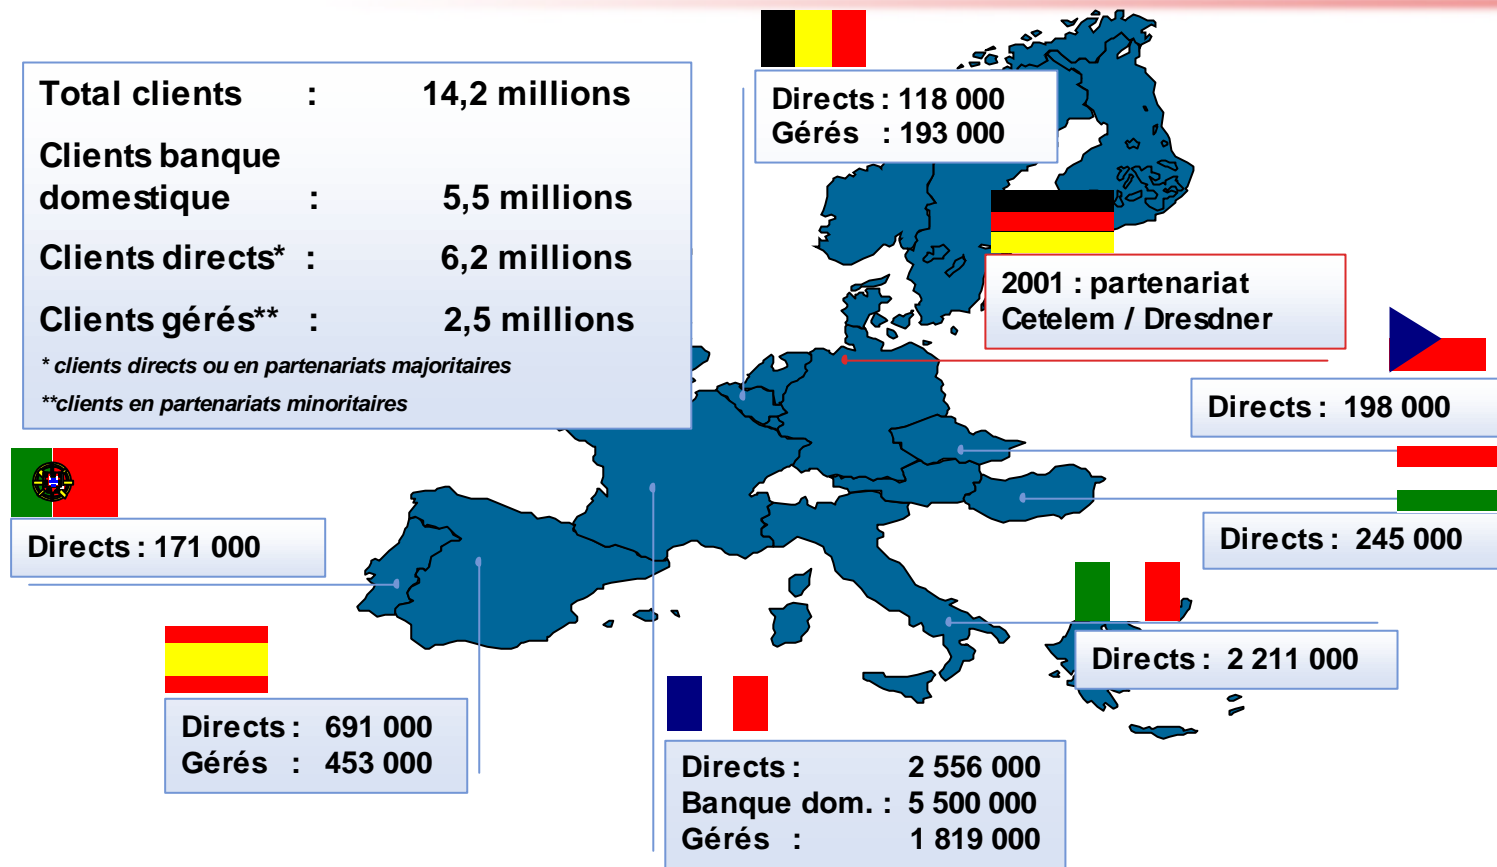 Total clients : 14,2 millions
Clients banque
domestique : 5,5 millions
Clients directs* : 6,2 millions
Clients gérés** : 2,5 millions
* clients directs ou en partenariats majoritaires
**clients en partenariats minoritaires
Directs : 118 000
Gérés : 193 000
2001 : partenariat
Cetelem / Dresdner
Directs : 198 000
Directs : 245 000
Directs : 171 000
Directs : 2 211 000
Directs : 691 000
Gérés : 453 000
Directs : 2 556 000
Banque dom. : 5 500 000
Gérés : 1 819 000